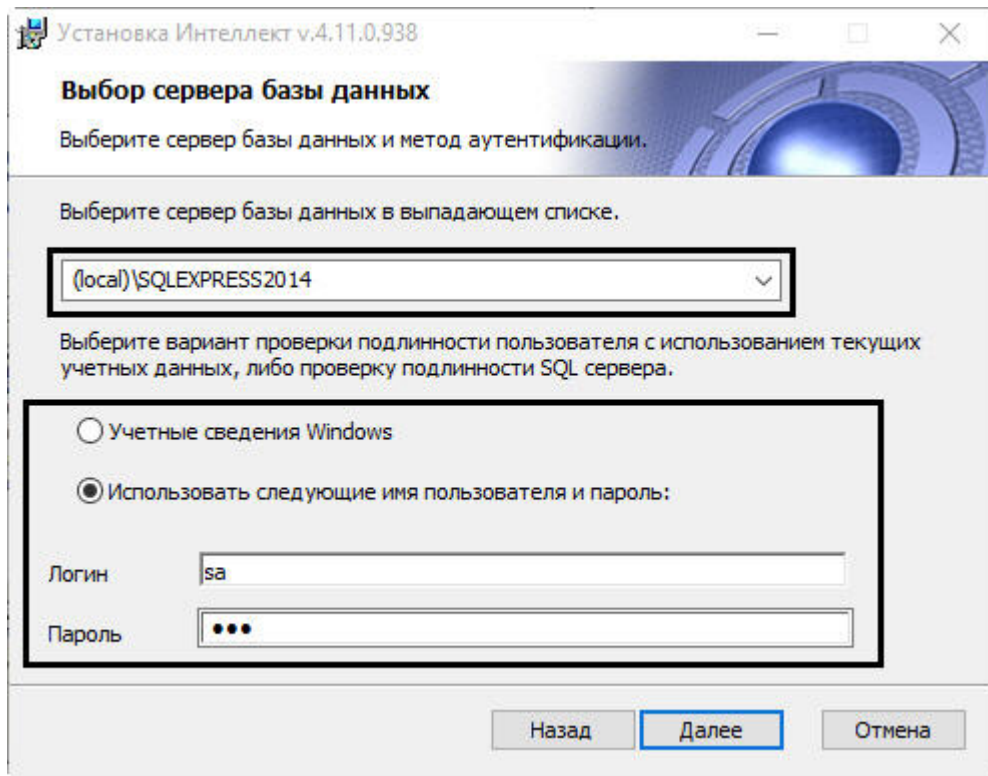 Установка Интеллект v.4.11.0.938
Выбор сервера базы данных
Выберите сервер базы данных и метод аутентификации.
Выберите сервер базы данных в выпадающем списке.
(local)\SQLEXPRESS2014
Выберите вариант проверки подлинности пользователя с использованием текущих
учетных данных, либо проверку подлинности SQL сервера.
Учетные сведения Windows
Использовать следующие имя пользователя и пароль:
Логин
sa
Пароль
●●●
Назад
Далее
Отмена